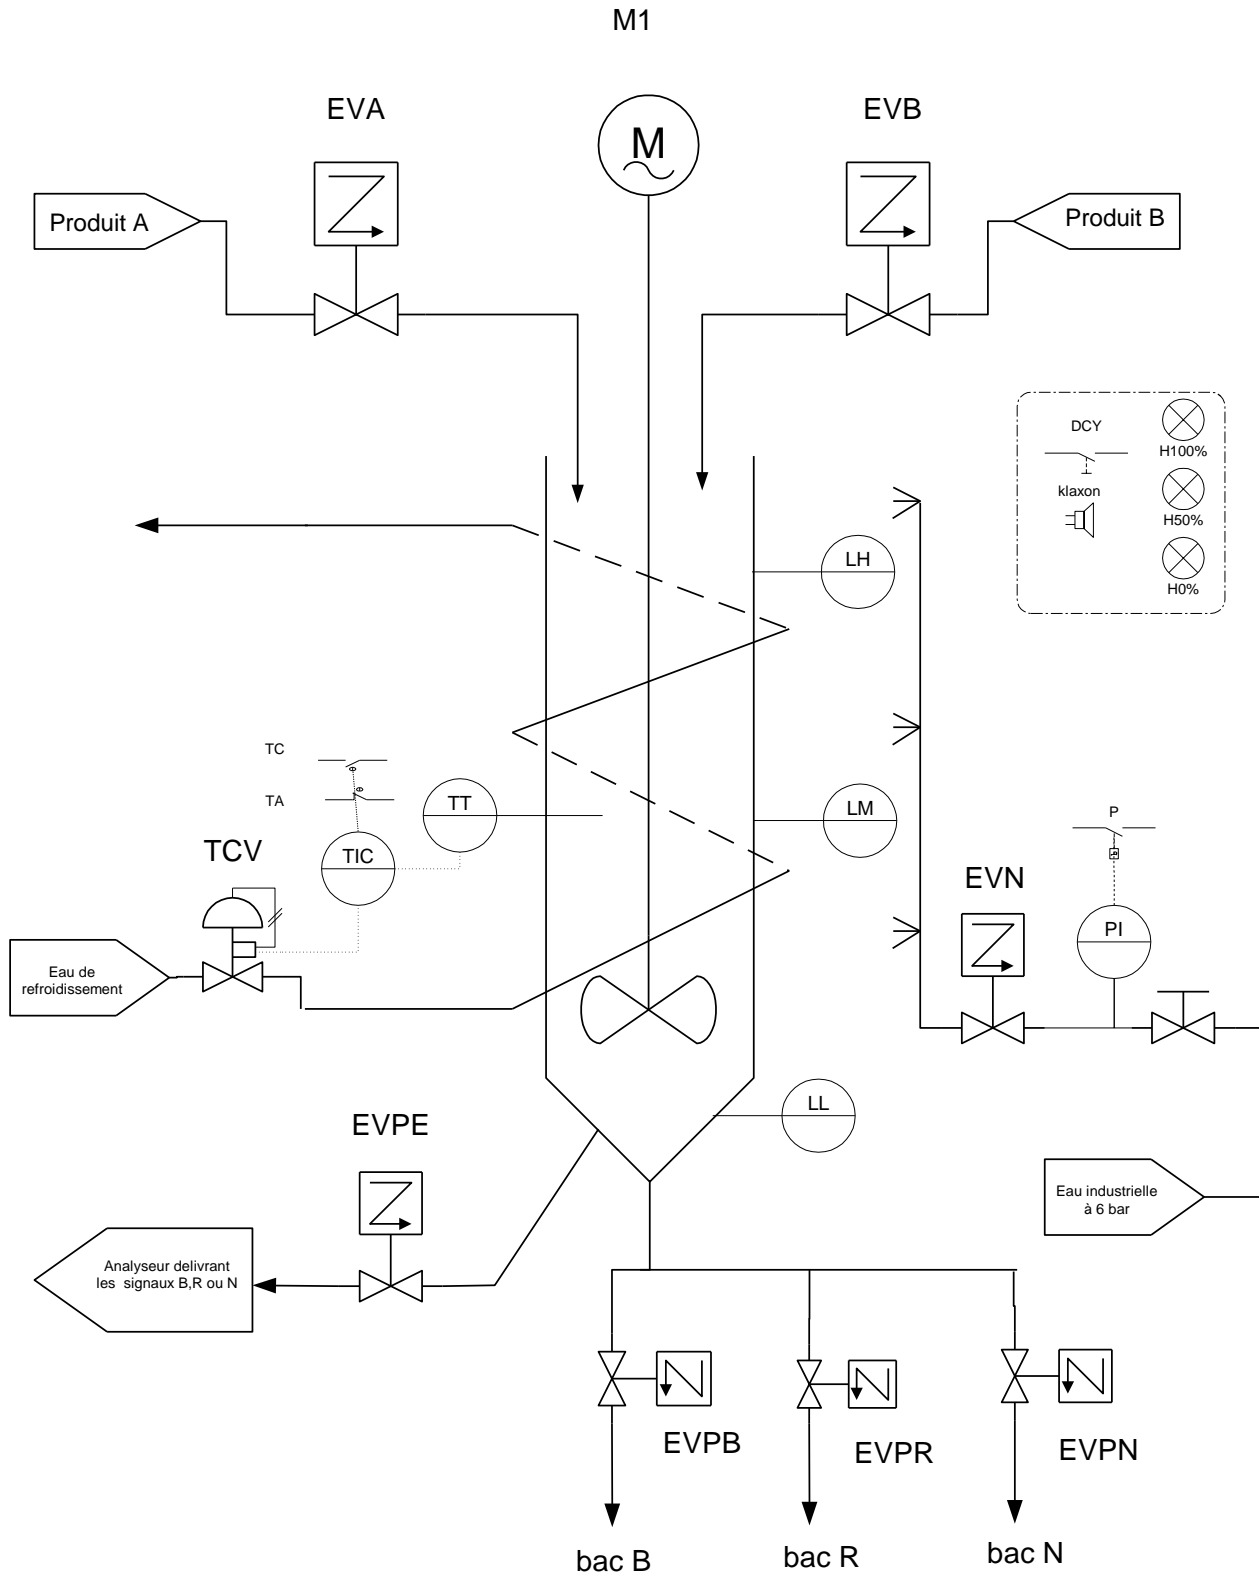 M1
EVA
EVB
M
Produit A
Produit B
DCY
H100%
klaxon
H50%
H0%
LH
TC
TA
TT
LM
P
TCV
TIC
EVN
PI
Eau de
refroidissement
LL
EVPE
Eau industrielle
à 6 bar
Analyseur delivrant
les signaux B,R ou N
EVPB
EVPR
EVPN
bac B
bac R
bac N